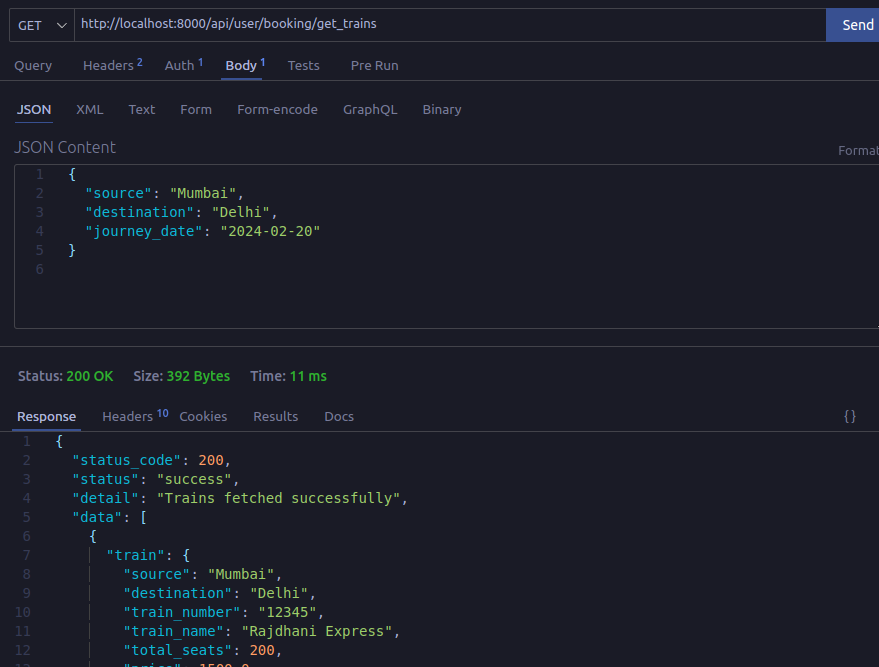 GET http://localhost:8000/api/user/booking/get_trains Send
Query Headers 2 Auth 1 Body 1 Tests Pre Run
JSON XML Text Form Form-encode GraphQL Binary
JSON Content Format
1 {
2 "source": "Mumbai",
3 "destination": "Delhi",
4 "journey_date": "2024-02-20"
5 }
6
Status: 200 OK Size: 392 Bytes Time: 11 ms
Response Headers 10 Cookies Results Docs {}
1 {
2 "status_code": 200,
3 "status": "success",
4 "detail": "Trains fetched successfully",
5 "data": [
6 {
7 "train": {
8 "source": "Mumbai",
9 "destination": "Delhi",
10 "train_number": "12345",
11 "train_name": "Rajdhani Express",
12 "total_seats": 200,